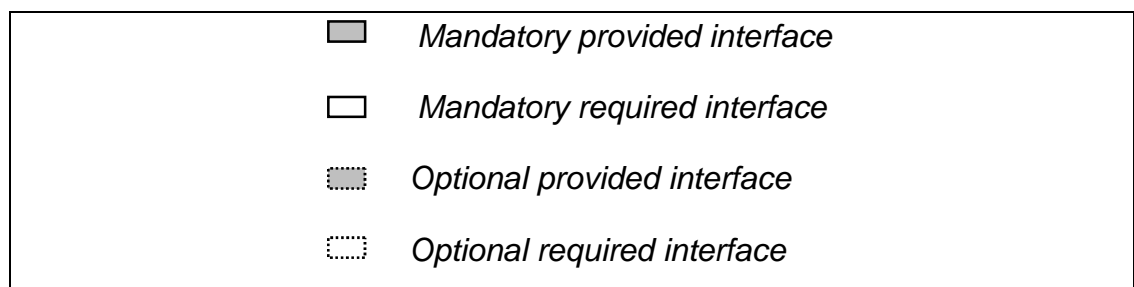 Mandatory provided interface
Mandatory required interface
Optional provided interface
Optional required interface